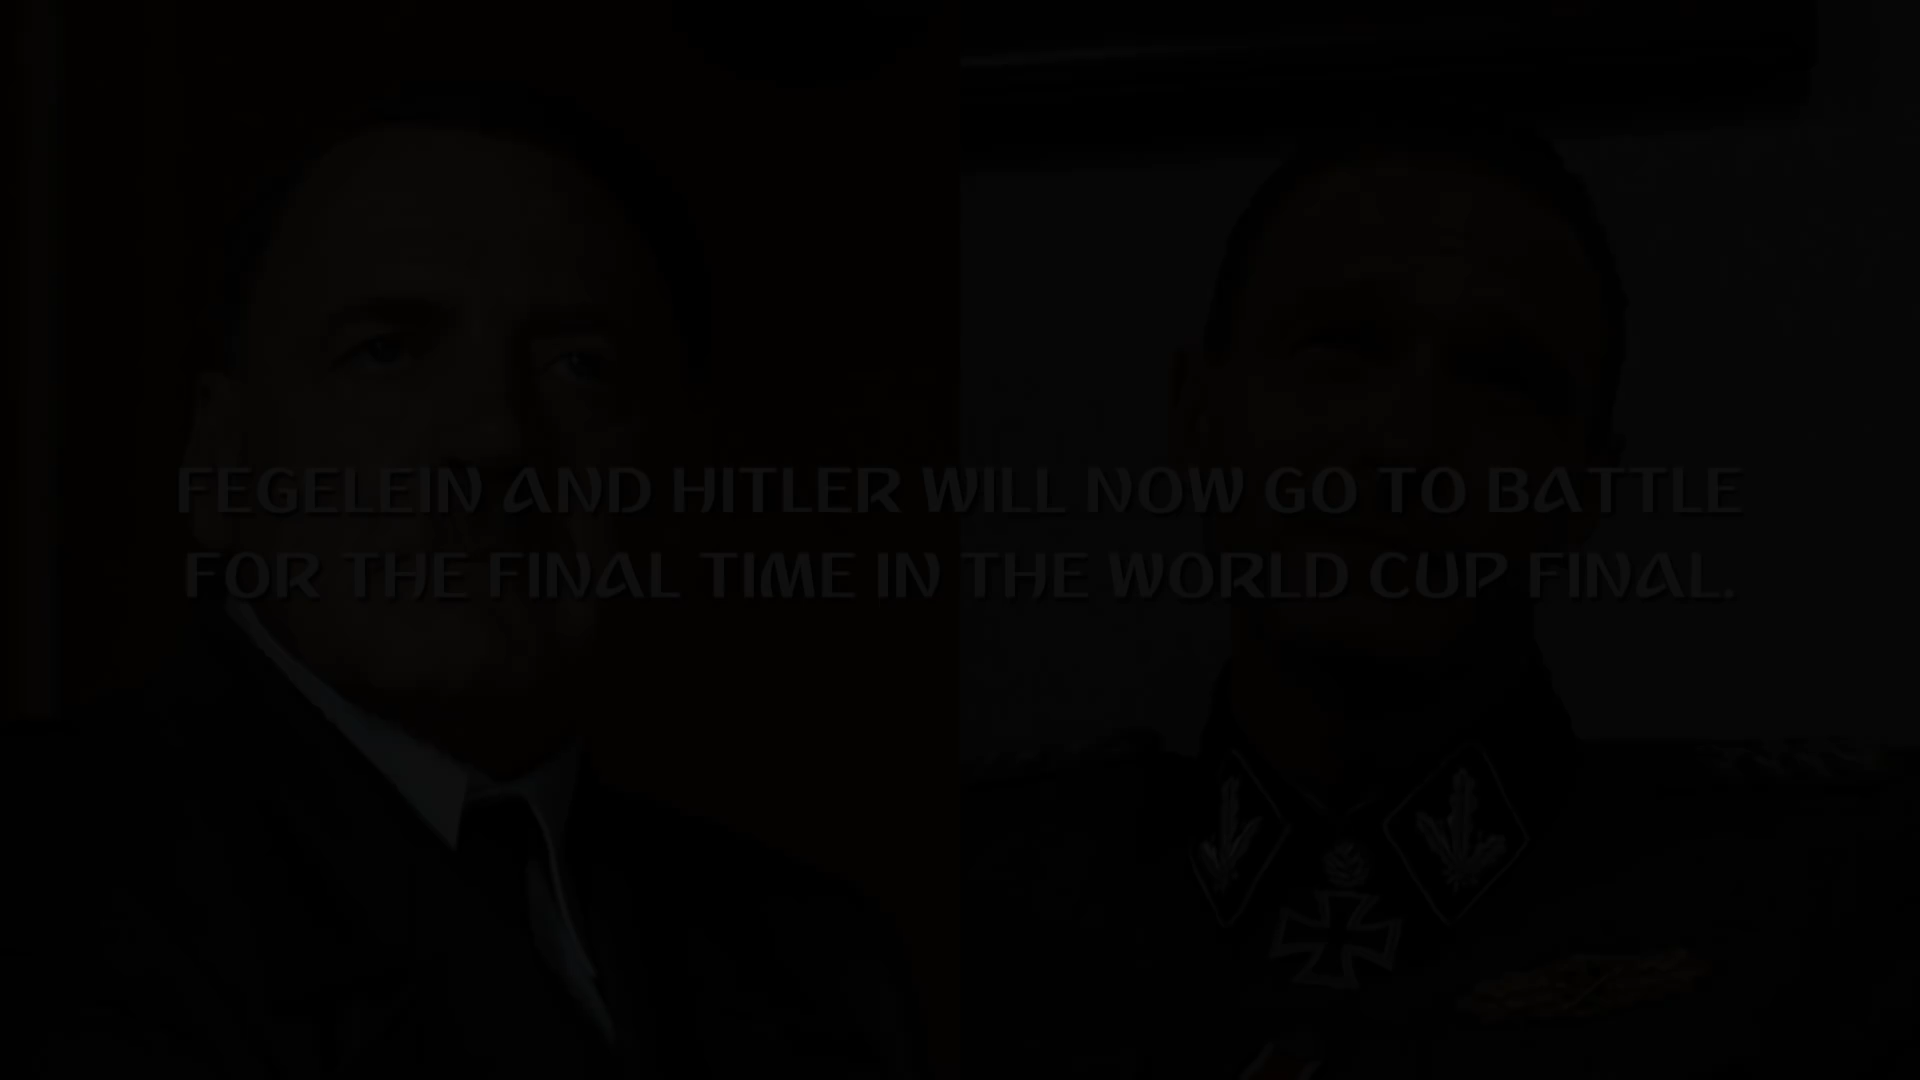 FEGELEIN AND HITLER WILL NOW GO TO BATTLE
FOR THE FINAL TIME IN THE WORLD CUP FINAL.